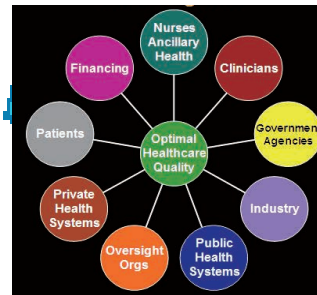 Nurses
Ancillary
Health
Clinicians
Government
Agencies
Industry
Public
Health
Systems
Oversight
Orgs
Private
Health
Systems
Patients
Financing
Optimal
Healthcare
Quality